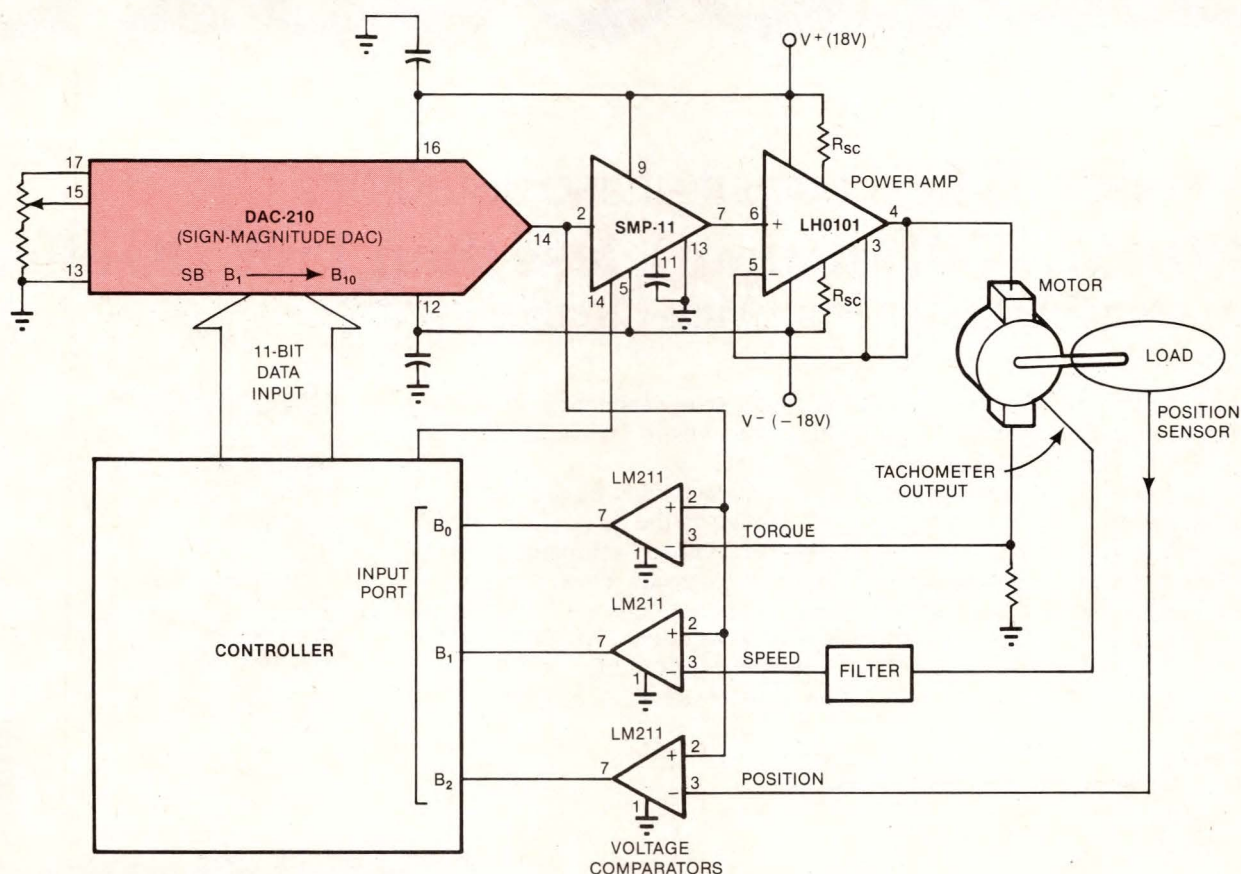 V+ (18V)
16
17
15
13
DAC-210
(SIGN-MAGNITUDE DAC)
SB B₁ B₁₀
14
12
2
9
SMP-11
7
13
11
5
14
RSC
POWER AMP
6
+
LH0101
4
3
5
−
RSC
V− (−18V)
11-BIT
DATA
INPUT
MOTOR
LOAD
POSITION
SENSOR
TACHOMETER
OUTPUT
CONTROLLER
INPUT
PORT
B₀
B₁
B₂
LM211
7
+
2
−
3
1
TORQUE
LM211
7
+
2
−
3
1
SPEED
FILTER
LM211
7
+
2
−
3
1
POSITION
VOLTAGE
COMPARATORS